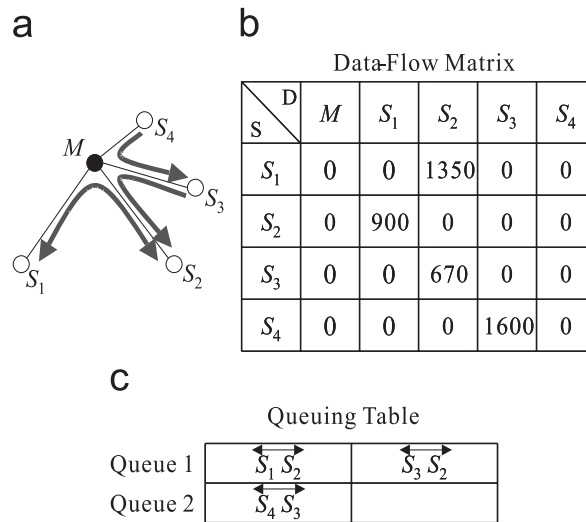 a
S4
M
S3
S1
S2
b
Data-Flow Matrix
S D M S1 S2 S3 S4
S1 0 0 1350 0 0
S2 0 900 0 0 0
S3 0 0 670 0 0
S4 0 0 0 1600 0
c
Queuing Table
Queue 1 S1 S2 S3 S2
Queue 2 S4 S3